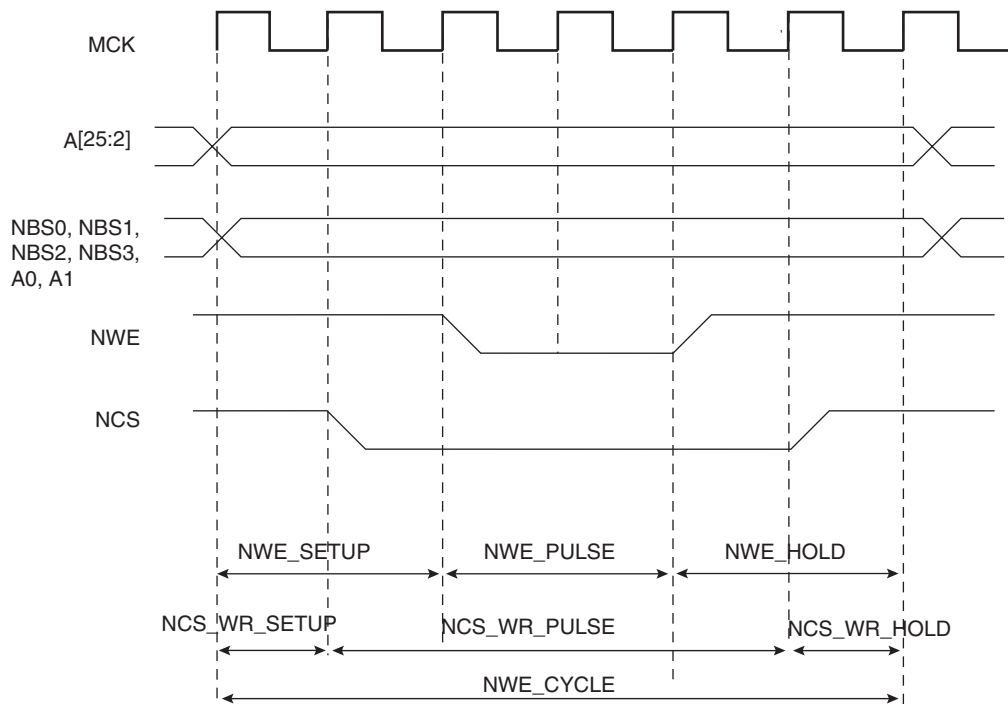 MCK
A[25:2]
NBS0, NBS1,
NBS2, NBS3,
A0, A1
NWE
NCS
NWE_SETUP
NWE_PULSE
NWE_HOLD
NCS_WR_SETUP
NCS_WR_PULSE
NCS_WR_HOLD
NWE_CYCLE